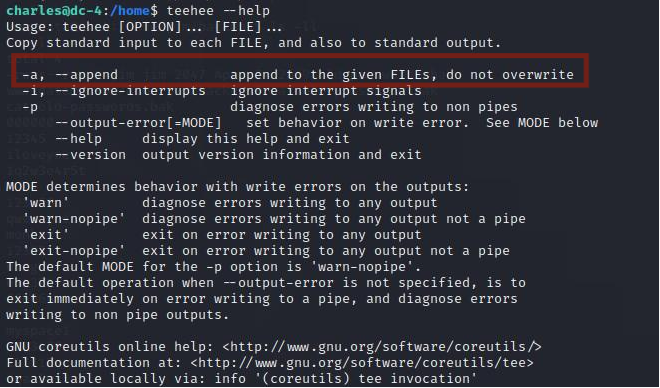 charles@dc-4:/home$ teehee --help
Usage: teehee [OPTION]... [FILE]...
Copy standard input to each FILE, and also to standard output.
-a, --append append to the given FILEs, do not overwrite
-i, --ignore-interrupts ignore interrupt signals
-p diagnose errors writing to non pipes
--output-error[=MODE] set behavior on write error. See MODE below
--help display this help and exit
--version output version information and exit
MODE determines behavior with write errors on the outputs:
'warn' diagnose errors writing to any output
'warn-nopipe' diagnose errors writing to any output not a pipe
'exit' exit on error writing to any output
'exit-nopipe' exit on error writing to any output not a pipe
The default MODE for the -p option is 'warn-nopipe'.
The default operation when --output-error is not specified, is to
exit immediately on error writing to a pipe, and diagnose errors
writing to non pipe outputs.
GNU coreutils online help: <http://www.gnu.org/software/coreutils/>
Full documentation at: <http://www.gnu.org/software/coreutils/tee>
or available locally via: info '(coreutils) tee invocation'